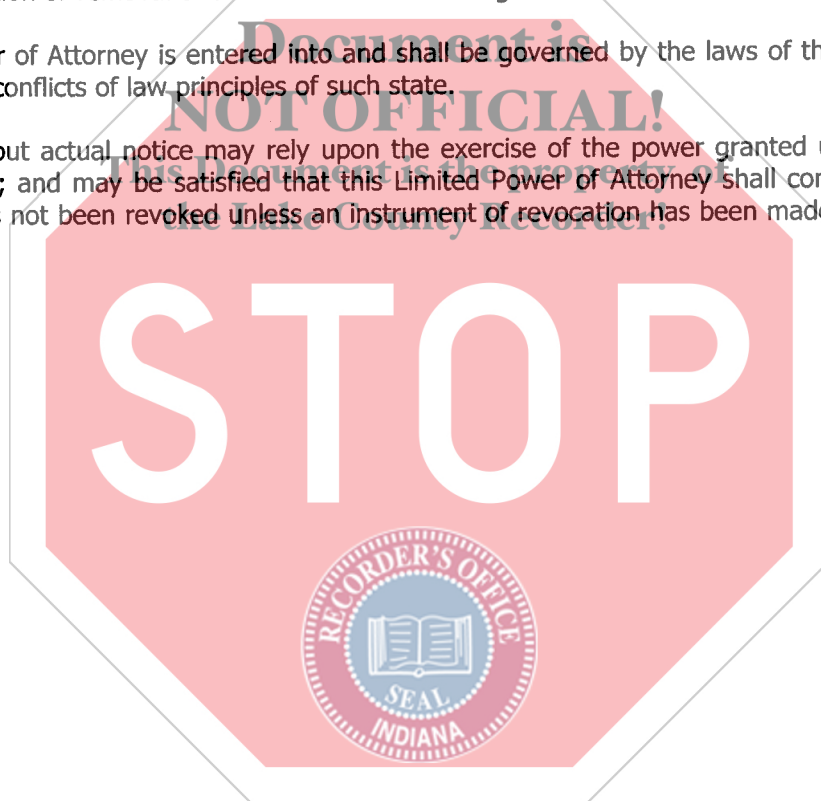 Document is
r of Attorney is entered into and shall be governed by the laws of th
conflicts of law principles of such state.
NOT OFFICIAL!
out actual notice may rely upon the exercise of the power granted
This Document is the property of
; and may be satisfied that this Limited Power of Attorney shall con
the Lake County Recorder!
not been revoked unless an instrument of revocation has been made
STOP
RECORDER'S OFFICE
SEAL
INDIANA